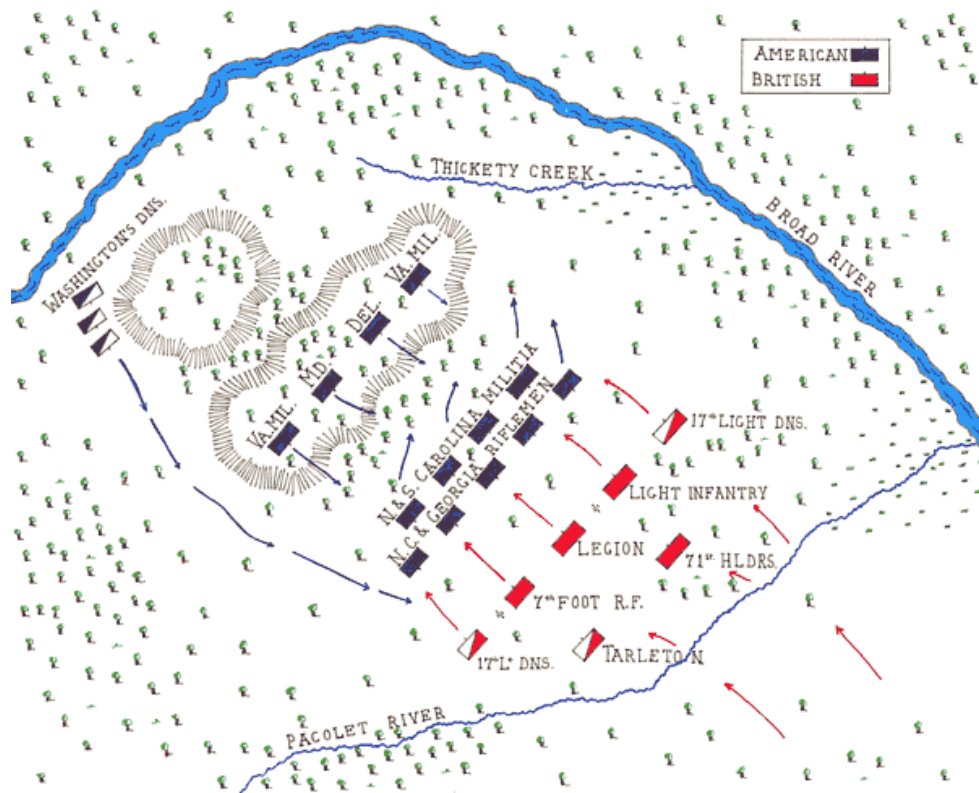 AMERICAN
BRITISH
THICKETY CREEK
BROAD RIVER
WASHINGTON'S DNS.
VA. MIL.
DEL.
MD.
VA. MIL.
N & S. CAROLINA MILITIA
N.C. & GEORGIA RIFLEMEN
17th LIGHT DNS.
LIGHT INFANTRY
LEGION
71st HLDRS.
7th FOOT R.F.
17th Lt DNS.
TARLETON
PACOLET RIVER